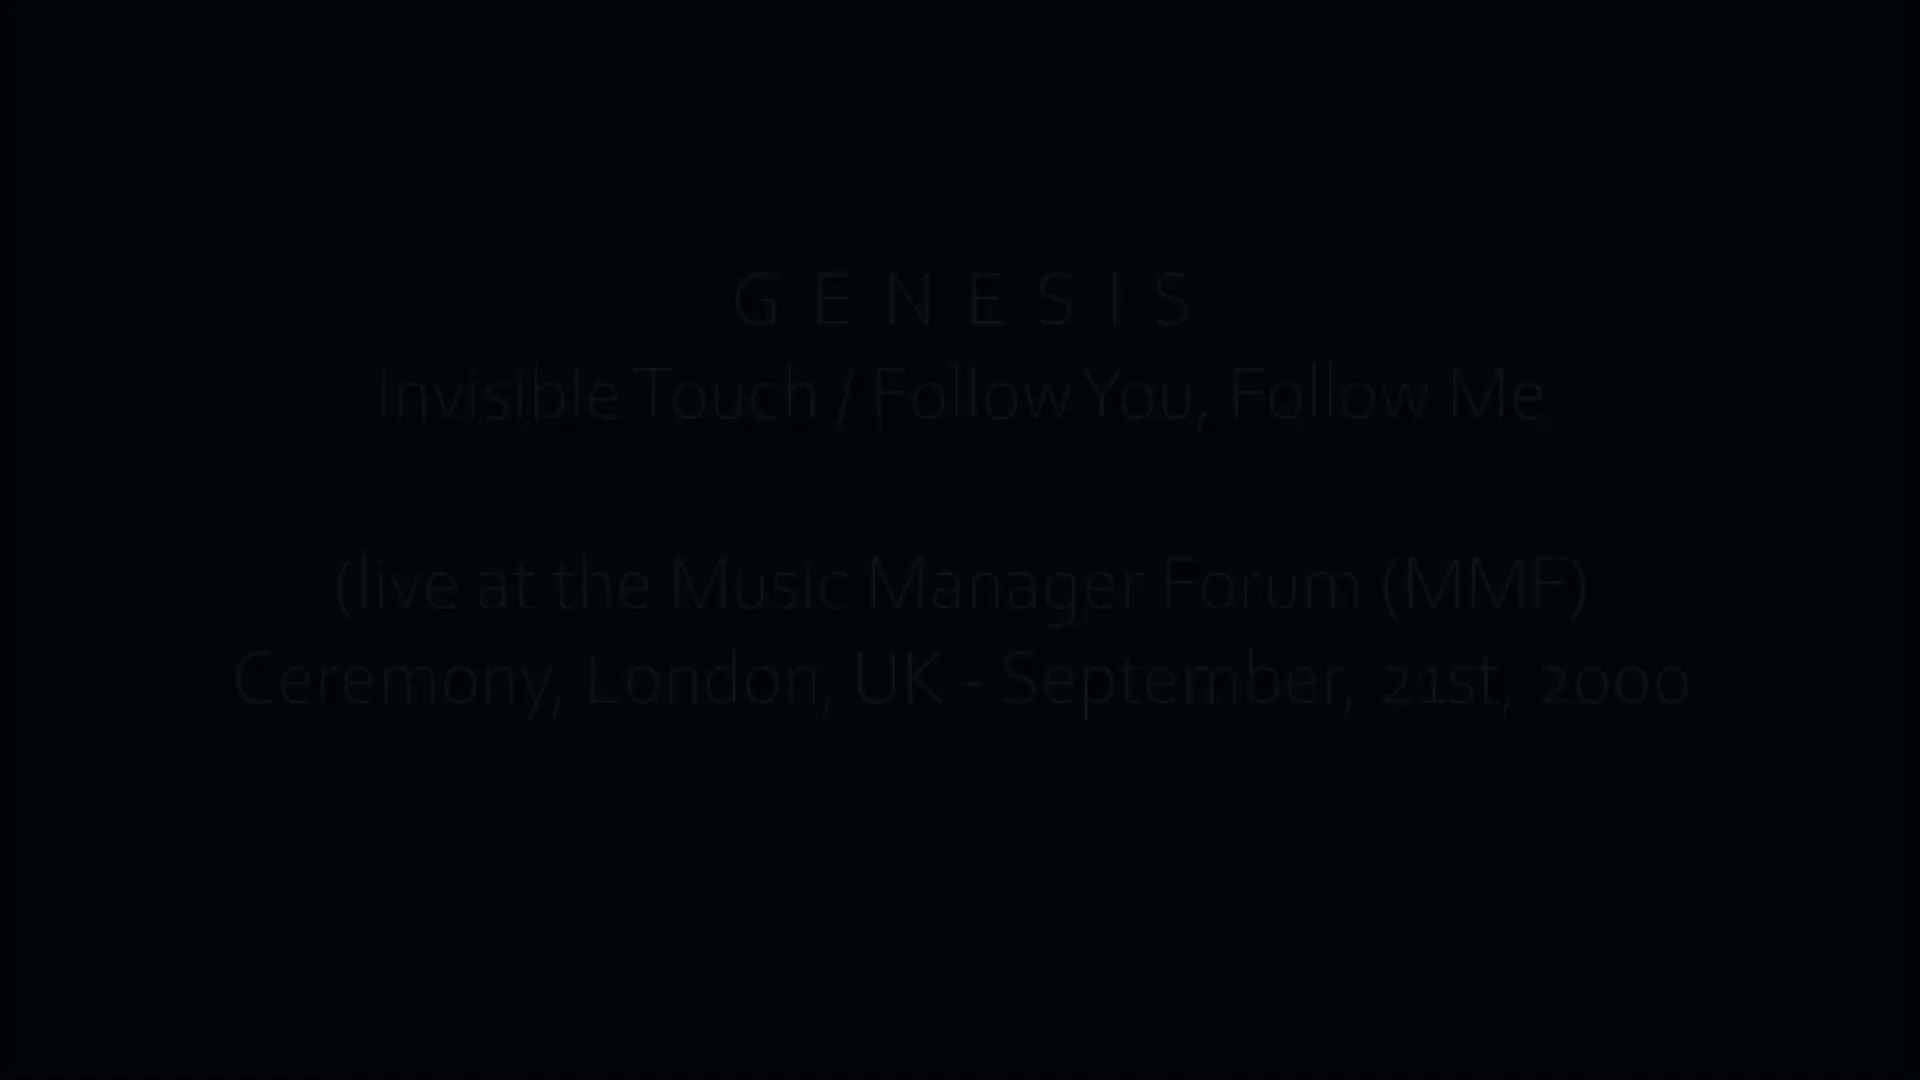 G E N E S I S
Invisible Touch / Follow You, Follow Me
(live at the Music Manager Forum (MMF)
Ceremony, London, UK - September, 21st, 2000